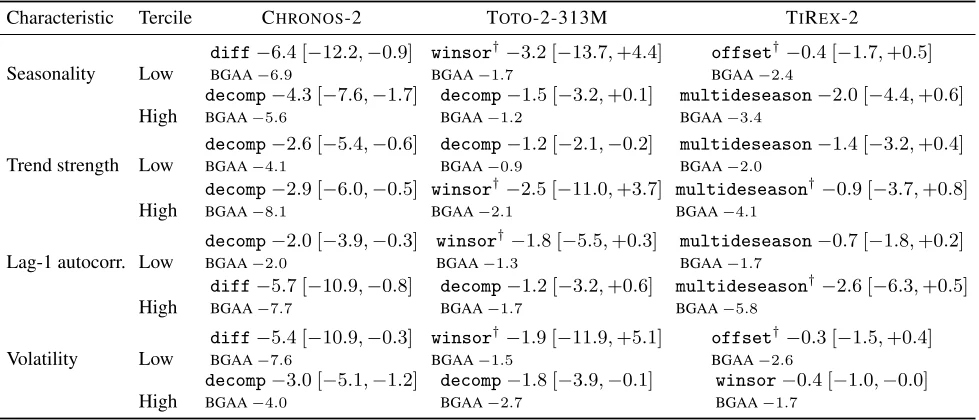 Characteristic Tercile CHRONOS-2 TOTO-2-313M TIREX-2
diff −6.4 [−12.2, −0.9] winsor† −3.2 [−13.7, +4.4] offset† −0.4 [−1.7, +0.5]
Seasonality Low BGAA −6.9 BGAA −1.7 BGAA −2.4
decomp −4.3 [−7.6, −1.7] decomp −1.5 [−3.2, +0.1] multideseason −2.0 [−4.4, +0.6]
High BGAA −5.6 BGAA −1.2 BGAA −3.4
decomp −2.6 [−5.4, −0.6] decomp −1.2 [−2.1, −0.2] multideseason −1.4 [−3.2, +0.4]
Trend strength Low BGAA −4.1 BGAA −0.9 BGAA −2.0
decomp −2.9 [−6.0, −0.5] winsor† −2.5 [−11.0, +3.7] multideseason† −0.9 [−3.7, +0.8]
High BGAA −8.1 BGAA −2.1 BGAA −4.1
decomp −2.0 [−3.9, −0.3] winsor† −1.8 [−5.5, +0.3] multideseason −0.7 [−1.8, +0.2]
Lag-1 autocorr. Low BGAA −2.0 BGAA −1.3 BGAA −1.7
diff −5.7 [−10.9, −0.8] decomp −1.2 [−3.2, +0.6] multideseason† −2.6 [−6.3, +0.5]
High BGAA −7.7 BGAA −1.7 BGAA −5.8
diff −5.4 [−10.9, −0.3] winsor† −1.9 [−11.9, +5.1] offset† −0.3 [−1.5, +0.4]
Volatility Low BGAA −7.6 BGAA −1.5 BGAA −2.6
decomp −3.0 [−5.1, −1.2] decomp −1.8 [−3.9, −0.1] winsor −0.4 [−1.0, −0.0]
High BGAA −4.0 BGAA −2.7 BGAA −1.7